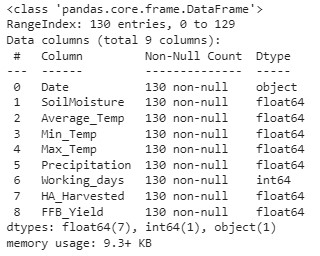 <class 'pandas.core.frame.DataFrame'>
RangeIndex: 130 entries, 0 to 129
Data columns (total 9 columns):
 #   Column         Non-Null Count  Dtype
---  ------         --------------  -----
 0   Date           130 non-null    object
 1   SoilMoisture   130 non-null    float64
 2   Average_Temp   130 non-null    float64
 3   Min_Temp       130 non-null    float64
 4   Max_Temp       130 non-null    float64
 5   Precipitation  130 non-null    float64
 6   Working_days   130 non-null    int64
 7   HA_Harvested   130 non-null    float64
 8   FFB_Yield      130 non-null    float64
dtypes: float64(7), int64(1), object(1)
memory usage: 9.3+ KB